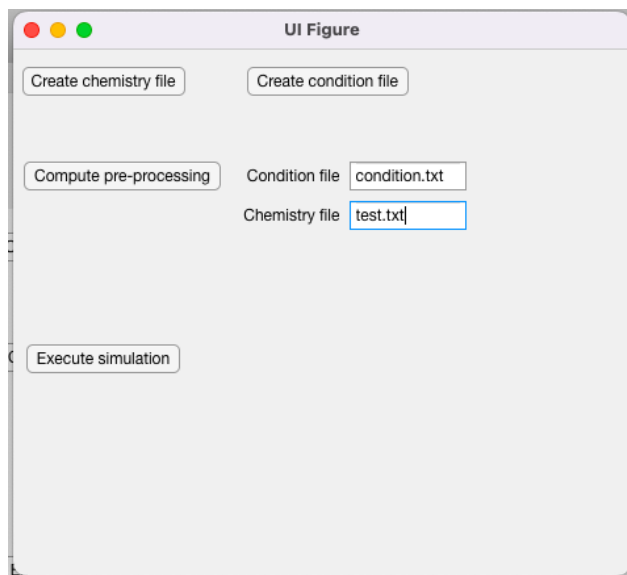 UI Figure
Create chemistry file
Create condition file
Compute pre-processing
Condition file
condition.txt
Chemistry file
test.txt
Execute simulation